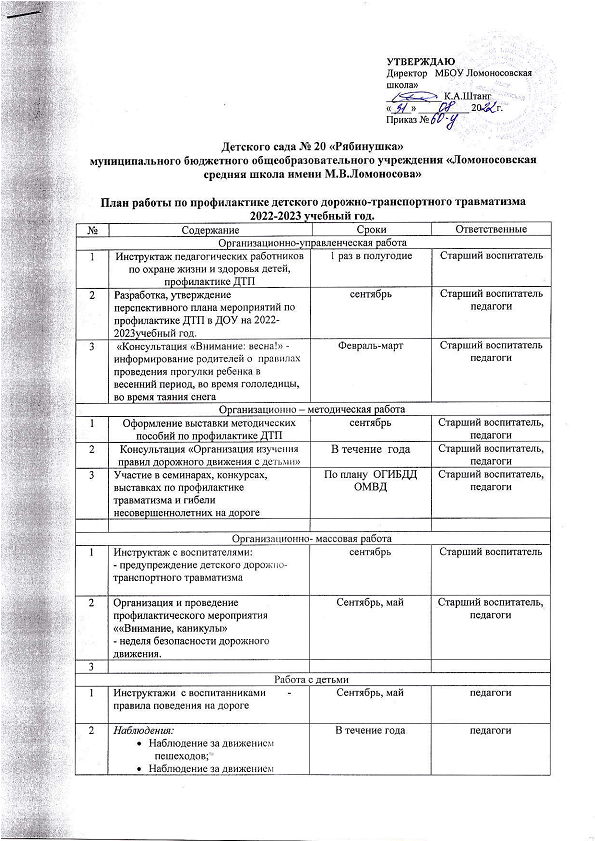 УТВЕРЖДАЮ
Директор МБОУ Ломоносовская
школа»
К.А.Штанг
« 31 » 08 2022 г.
Приказ № 60-у
Детского сада № 20 «Рябинушка»
муниципального бюджетного общеобразовательного учреждения «Ломоносовская
средняя школа имени М.В.Ломоносова»
План работы по профилактике детского дорожно-транспортного травматизма
2022-2023 учебный год.
№ Содержание Сроки Ответственные
Организационно-управленческая работа
1 Инструктаж педагогических работников 1 раз в полугодие Старший воспитатель
по охране жизни и здоровья детей,
профилактике ДТП
2 Разработка, утверждение сентябрь Старший воспитатель
перспективного плана мероприятий по педагоги
профилактике ДТП в ДОУ на 2022-
2023учебный год.
3 «Консультация «Внимание: весна!» - Февраль-март Старший воспитатель
информирование родителей о правилах педагоги
проведения прогулки ребенка в
весенний период, во время гололедицы,
во время таяния снега
Организационно – методическая работа
1 Оформление выставки методических сентябрь Старший воспитатель,
пособий по профилактике ДТП педагоги
2 Консультация «Организация изучения В течение года Старший воспитатель,
правил дорожного движения с детьми» педагоги
3 Участие в семинарах, конкурсах, По плану ОГИБДД Старший воспитатель,
выставках по профилактике ОМВД педагоги
травматизма и гибели
несовершеннолетних на дороге
Организационно- массовая работа
1 Инструктаж с воспитателями: сентябрь Старший воспитатель
- предупреждение детского дорожно-
транспортного травматизма
2 Организация и проведение Сентябрь, май Старший воспитатель,
профилактического мероприятия педагоги
««Внимание, каникулы»
- неделя безопасности дорожного
движения.
3
Работа с детьми
1 Инструктажи с воспитанниками - Сентябрь, май педагоги
правила поведения на дороге
2 Наблюдения: В течение года педагоги
• Наблюдение за движением
пешеходов;
• Наблюдение за движением